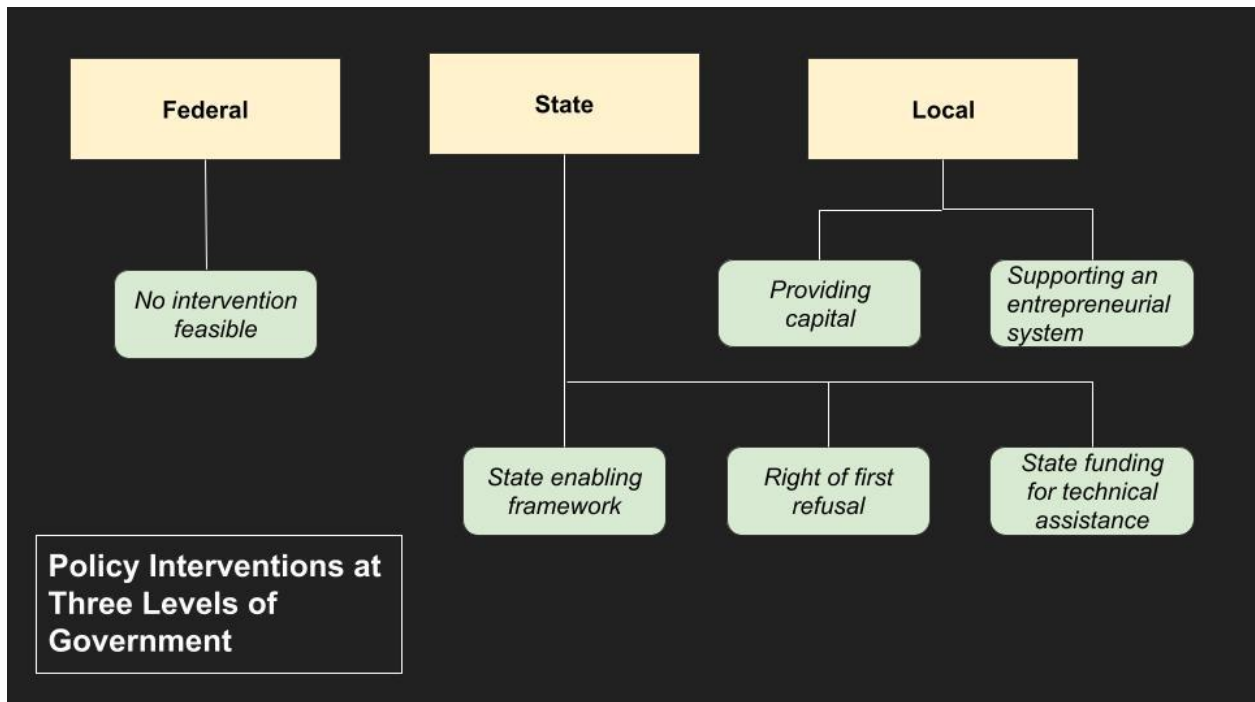 Federal
State
Local
No intervention
feasible
Providing
capital
Supporting an
entrepreneurial
system
State enabling
framework
Right of first
refusal
State funding
for technical
assistance
Policy Interventions at
Three Levels of
Government